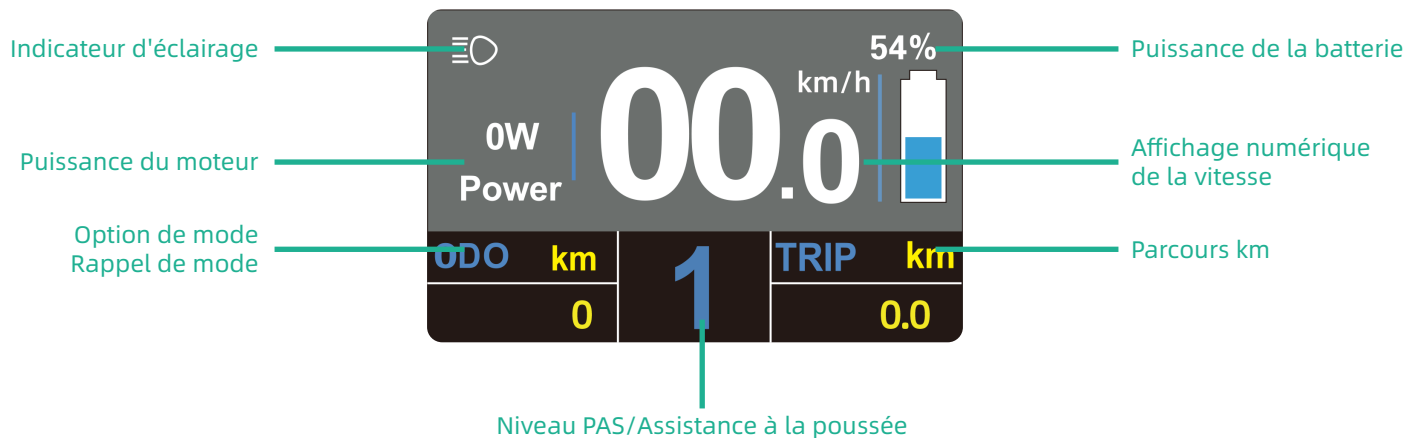 Indicateur d'éclairage
54%
Puissance de la batterie
km/h
00.0
0W
Puissance du moteur
Power
Affichage numérique
de la vitesse
Option de mode
Rappel de mode
ODO km
1
TRIP km
Parcours km
0
0.0
Niveau PAS/Assistance à la poussée